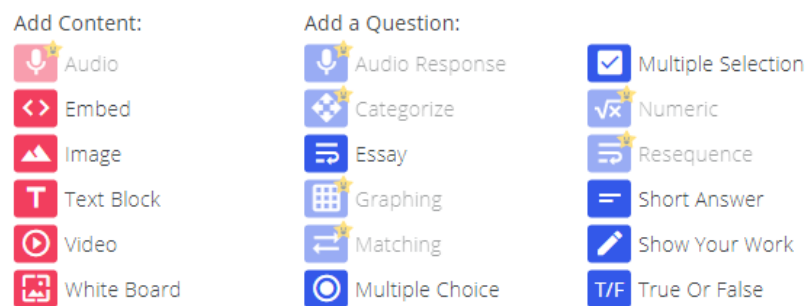 Add Content:
Audio
Embed
Image
T Text Block
Video
White Board
Add a Question:
Audio Response
Categorize
Essay
Graphing
Matching
Multiple Choice
Multiple Selection
√x Numeric
Resequence
Short Answer
Show Your Work
T/F True Or False